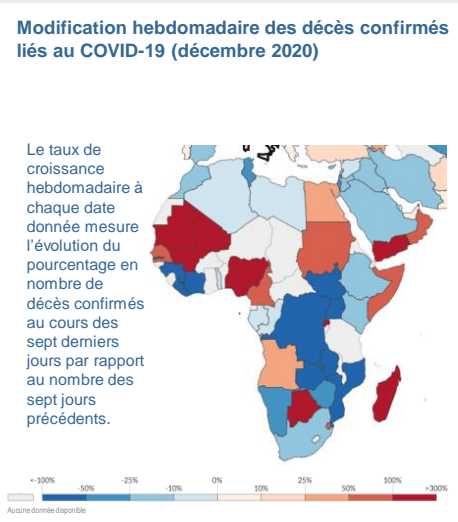 Modification hebdomadaire des décès confirmés
liés au COVID-19 (décembre 2020)
Le taux de
croissance
hebdomadaire à
chaque date
donnée mesure
l'évolution du
pourcentage en
nombre de
décès confirmés
au cours des
sept derniers
jours par rapport
au nombre des
sept jours
précédents.
<-100% -50% -25% -10% 0% 10% 25% 50% 100% >300%
Aucune donnée disponible